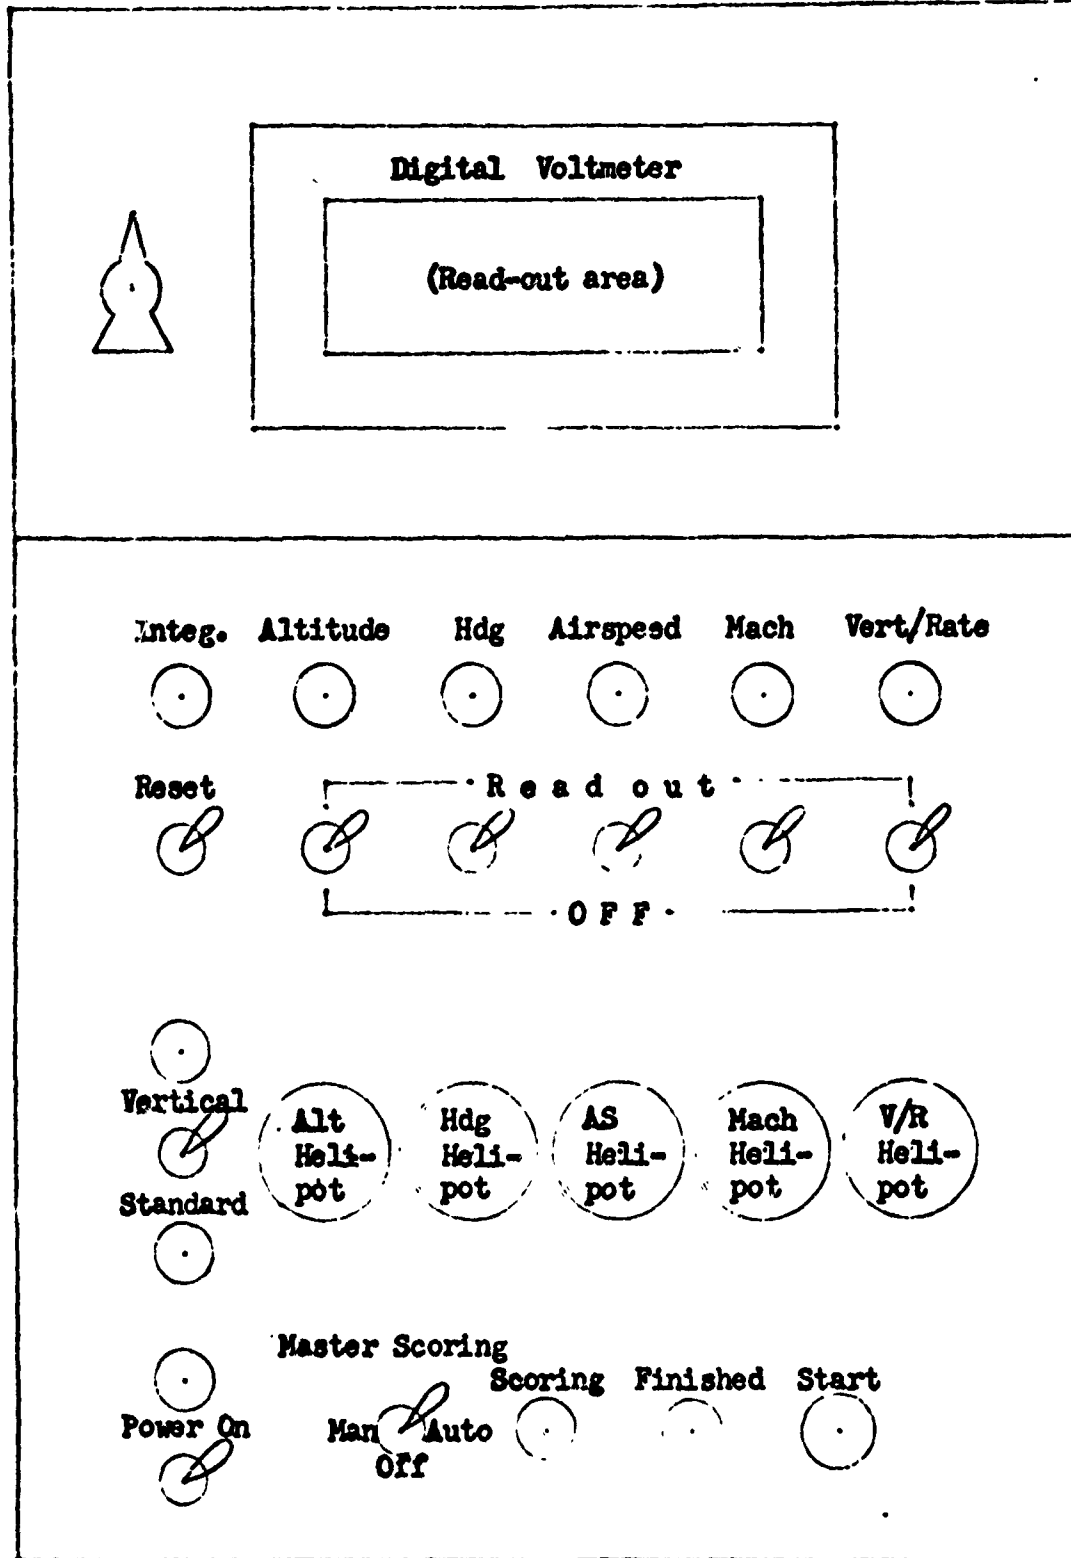 Digital Voltmeter
(Read-out area)
Integ. Altitude Hdg Airspeed Mach Vert/Rate
Reset
Read out
OFF
Vertical
Standard
Alt Heli-
pot
Hdg
Heli-
pot
AS
Heli-
pot
Mach
Heli-
pot
V/R
Heli-
pot
Master Scoring
Scoring Finished Start
Power On
Man Auto
Off